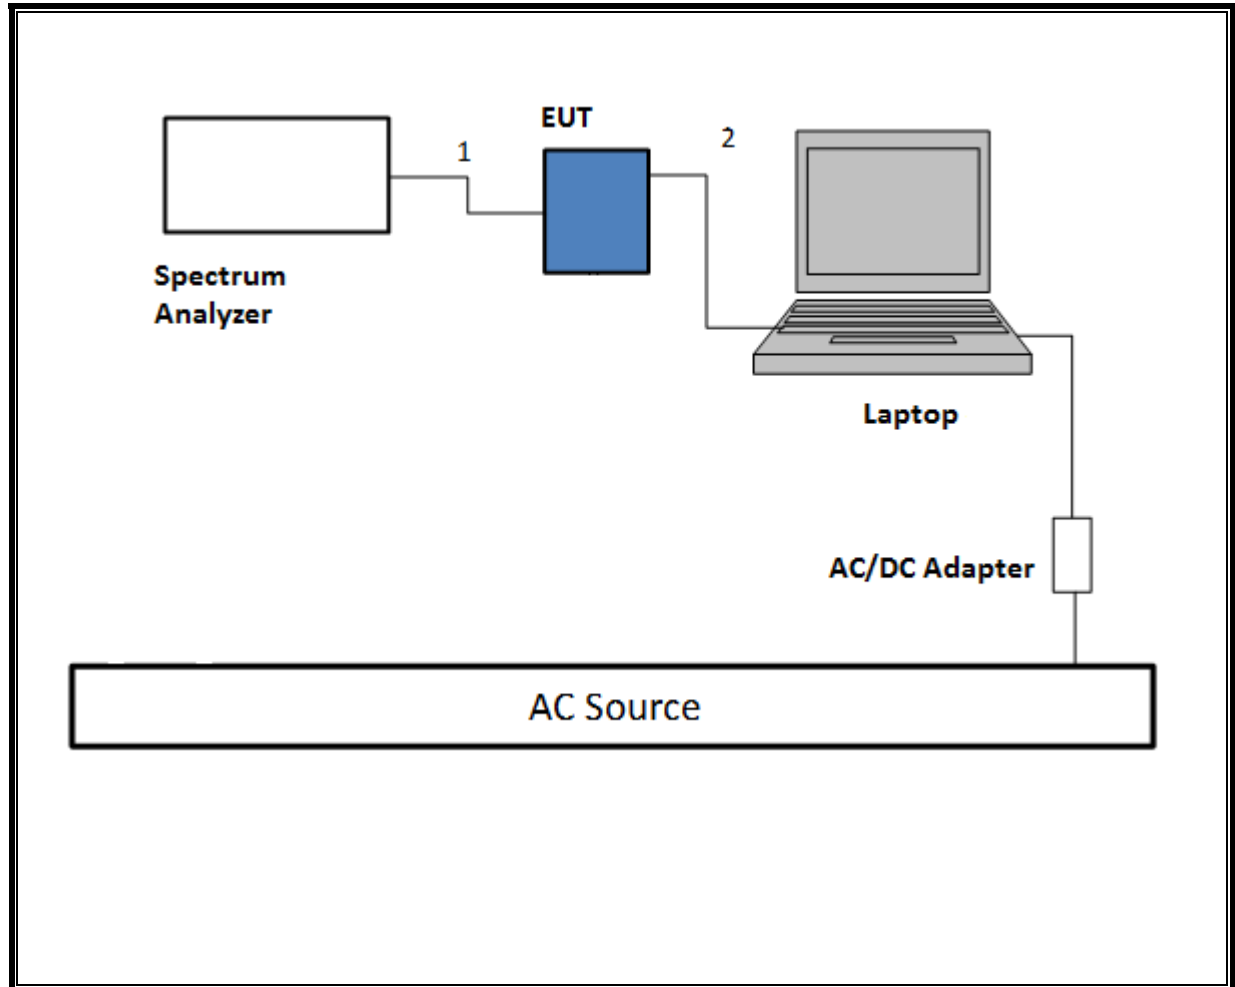 EUT
1
2
Spectrum
Analyzer
Laptop
AC/DC Adapter
AC Source